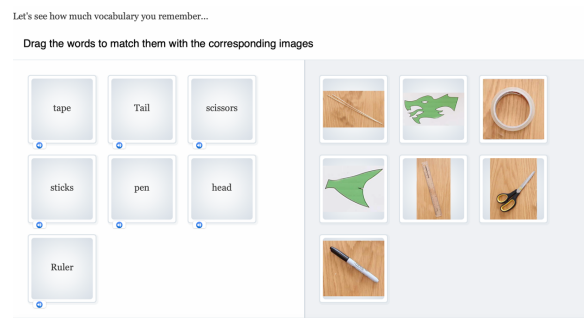 Let's see how much vocabulary you remember...
Drag the words to match them with the corresponding images
tape Tail scissors
sticks pen head
Ruler